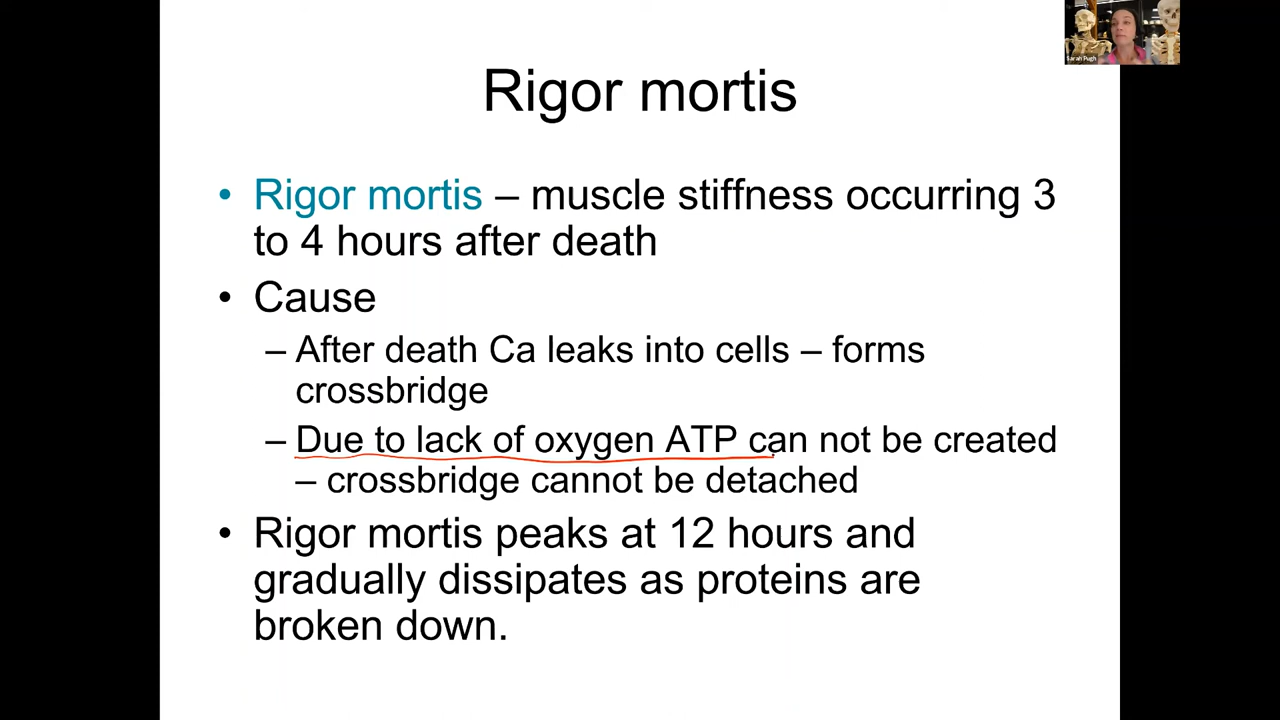 Sarah Pugh
Rigor mortis
• Rigor mortis – muscle stiffness occurring 3
to 4 hours after death
• Cause
– After death Ca leaks into cells – forms
crossbridge
– Due to lack of oxygen ATP can not be created
– crossbridge cannot be detached
• Rigor mortis peaks at 12 hours and
gradually dissipates as proteins are
broken down.